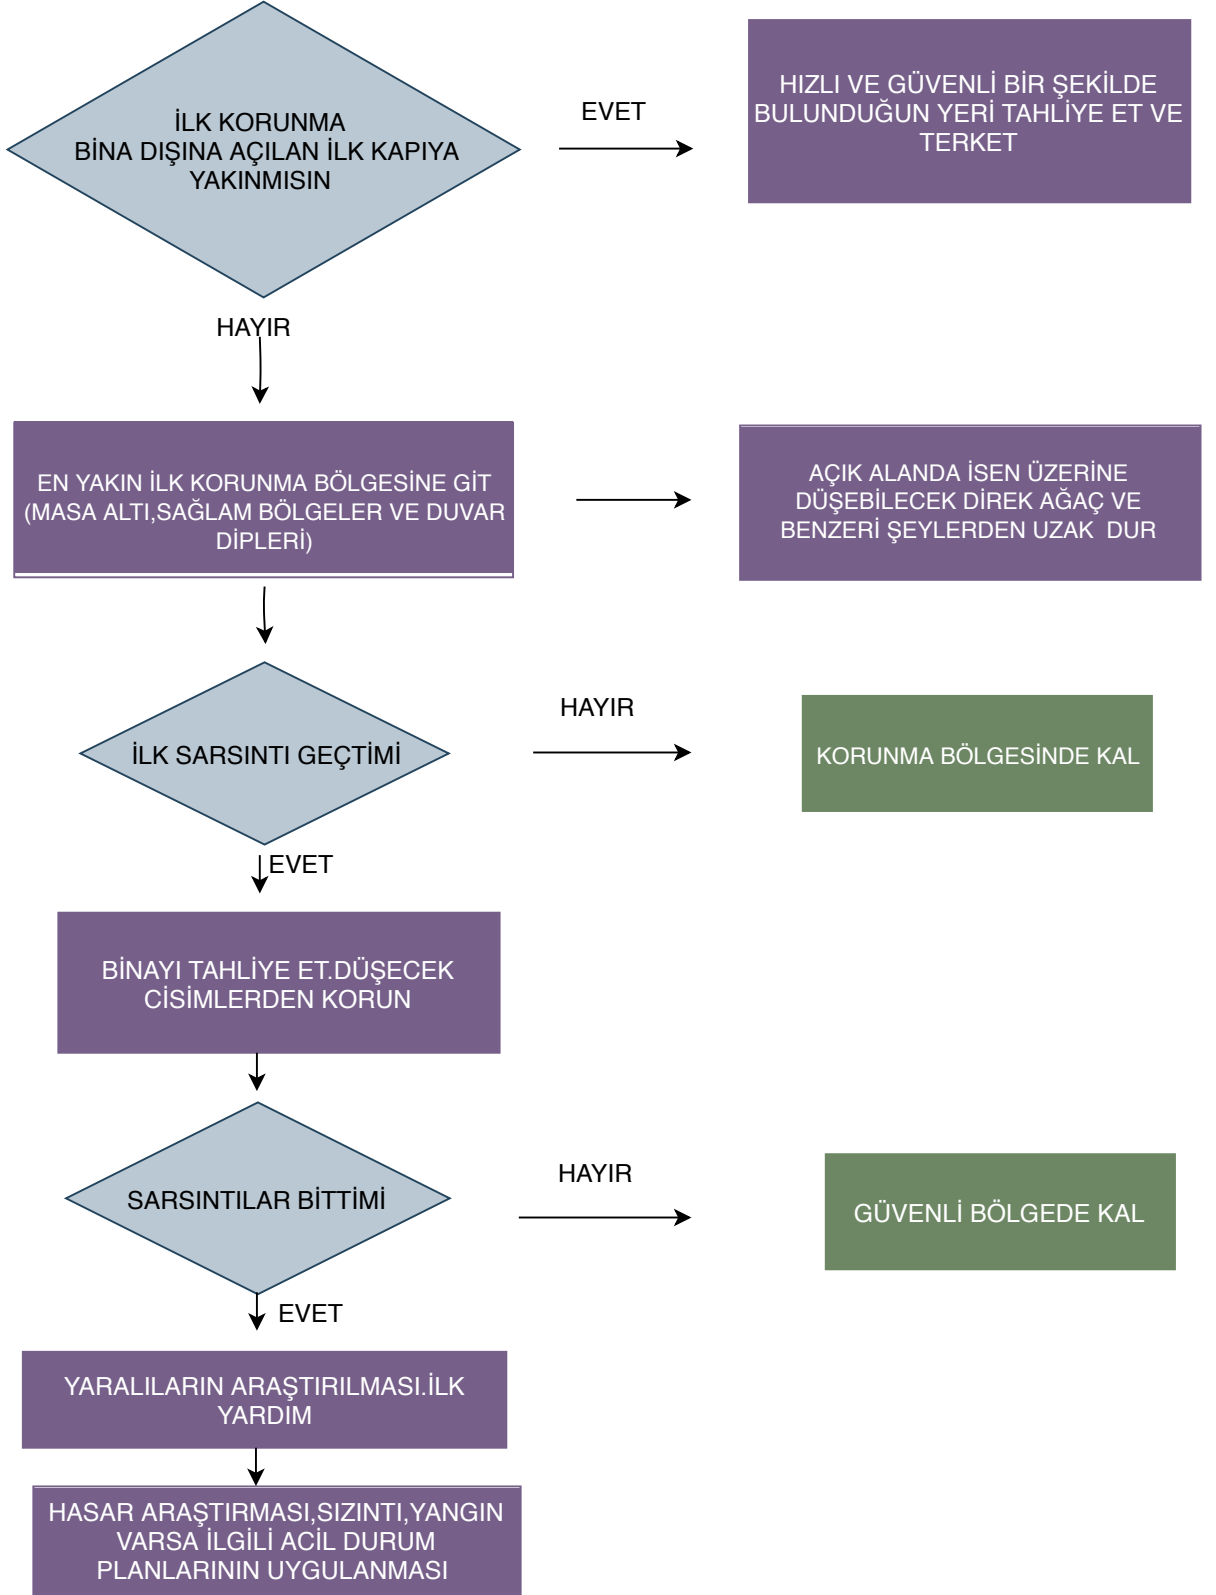 İLK KORUNMA
BİNA DIŞINA AÇILAN İLK KAPIYA
YAKINMISIN
EVET
HIZLI VE GÜVENLİ BİR ŞEKİLDE
BULUNDUĞUN YERİ TAHLİYE ET VE
TERKET
HAYIR
EN YAKIN İLK KORUNMA BÖLGESİNE GİT
(MASA ALTI,SAĞLAM BÖLGELER VE DUVAR
DİPLERİ)
AÇIK ALANDA İSEN ÜZERİNE
DÜŞEBİLECEK DİREK AĞAÇ VE
BENZERİ ŞEYLERDEN UZAK  DUR
İLK SARSINTI GEÇTİMİ
HAYIR
KORUNMA BÖLGESİNDE KAL
EVET
BİNAYI TAHLİYE ET.DÜŞECEK
CİSİMLERDEN KORUN
SARSINTILAR BİTTİMİ
HAYIR
GÜVENLİ BÖLGEDE KAL
EVET
YARALILARIN ARAŞTIRILMASI.İLK
YARDIM
HASAR ARAŞTIRMASI,SIZINTI,YANGIN
VARSA İLGİLİ ACİL DURUM
PLANLARININ UYGULANMASI